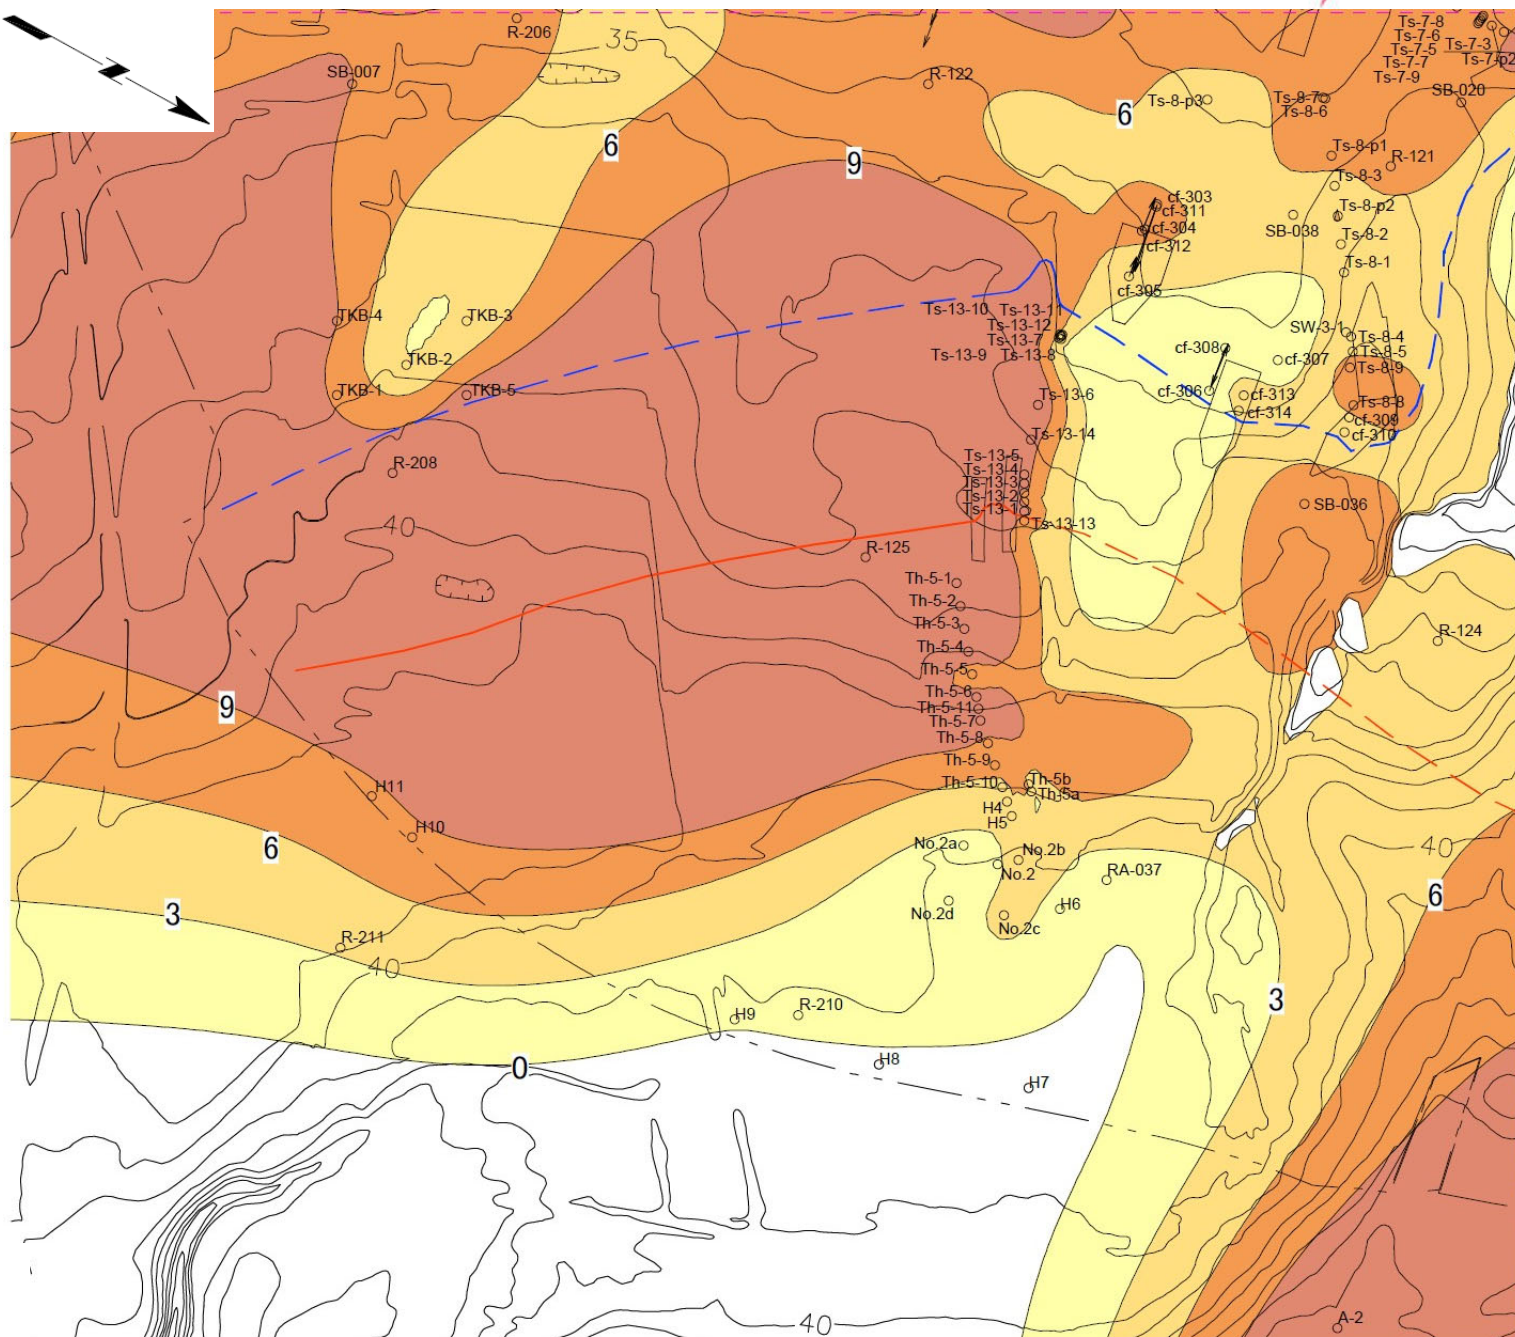 R-206
35
SB-007
R-122
Ts-7-8
Ts-7-6
Ts-7-5
Ts-7-3
Ts-7-7
Ts-7-p2
Ts-7-9
SB-020
Ts-8-p3
Ts-8-7
Ts-8-6
6
6
9
Ts-8-p1
R-121
Ts-8-3
cf-303
cf-311
cf-304
cf-312
cf-305
SB-038
Ts-8-p2
Ts-8-2
Ts-8-1
TKB-4
TKB-3
TKB-2
TKB-1
TKB-5
Ts-13-10
Ts-13-11
Ts-13-12
Ts-13-7
Ts-13-9
Ts-13-8
cf-308
cf-307
SW-3-1
Ts-8-4
Ts-8-5
Ts-8-9
cf-306
cf-313
cf-314
Ts-8-8
cf-309
cf-310
Ts-13-6
Ts-13-14
Ts-13-5
Ts-13-4
Ts-13-3
Ts-13-2
Ts-13-1
Ts-13-13
R-208
SB-036
40
R-125
Th-5-1
Th-5-2
Th-5-3
Th-5-4
Th-5-5
Th-5-6
Th-5-11
Th-5-7
Th-5-8
Th-5-9
Th-5-10
Th-5b
Th-5a
R-124
9
H11
H10
H4
H5
6
No.2a
No.2b
No.2
RA-037
40
6
3
No.2d
No.2c
H6
R-211
40
3
H9
R-210
0
H8
H7
40
A-2